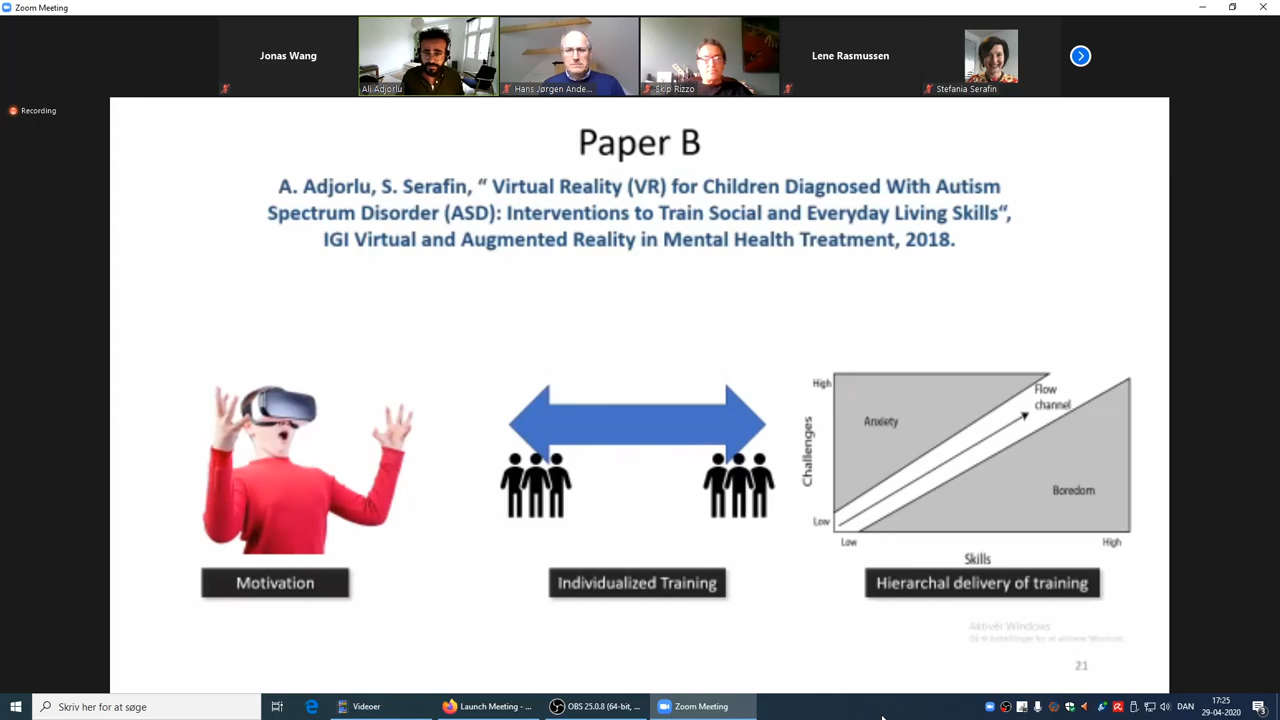 Zoom Meeting
Jonas Wang
Ali Adjorlu
Hans Jørgen Ande...
Skip Rizzo
Lene Rasmussen
Stefania Serafin
Recording
Paper B
A. Adjorlu, S. Serafin, “ Virtual Reality (VR) for Children Diagnosed With Autism
Spectrum Disorder (ASD): Interventions to Train Social and Everyday Living Skills“,
IGI Virtual and Augmented Reality in Mental Health Treatment, 2018.
High
Flow
channel
Anxiety
Challenges
Boredom
Low
Low
High
Skills
Motivation
Individualized Training
Hierarchal delivery of training
Aktivér Windows
21
Skriv her for at søge
Videoer
Launch Meeting - ...
OBS 25.0.8 (64-bit, ...
Zoom Meeting
DAN
17:25
29-04-2020
3